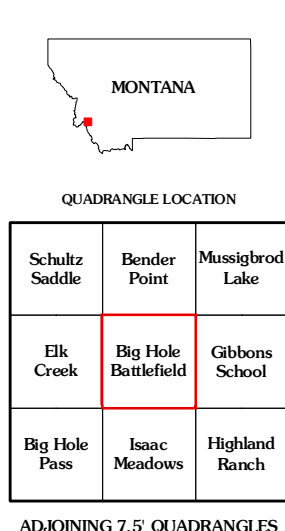 MONTANA
QUADRANGLE LOCATION
Schultz Saddle
Bender Point
Mussigbrod Lake
Elk Creek
Big Hole Battlefield
Gibbons School
Big Hole Pass
Isaac Meadows
Highland Ranch
ADJOINING 7.5' QUADRANGLES